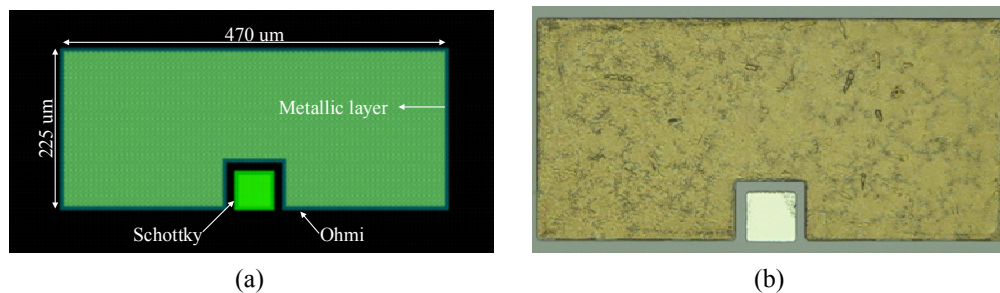 470 um
225 um
Metallic layer
Schottky
Ohmi
(a)
(b)